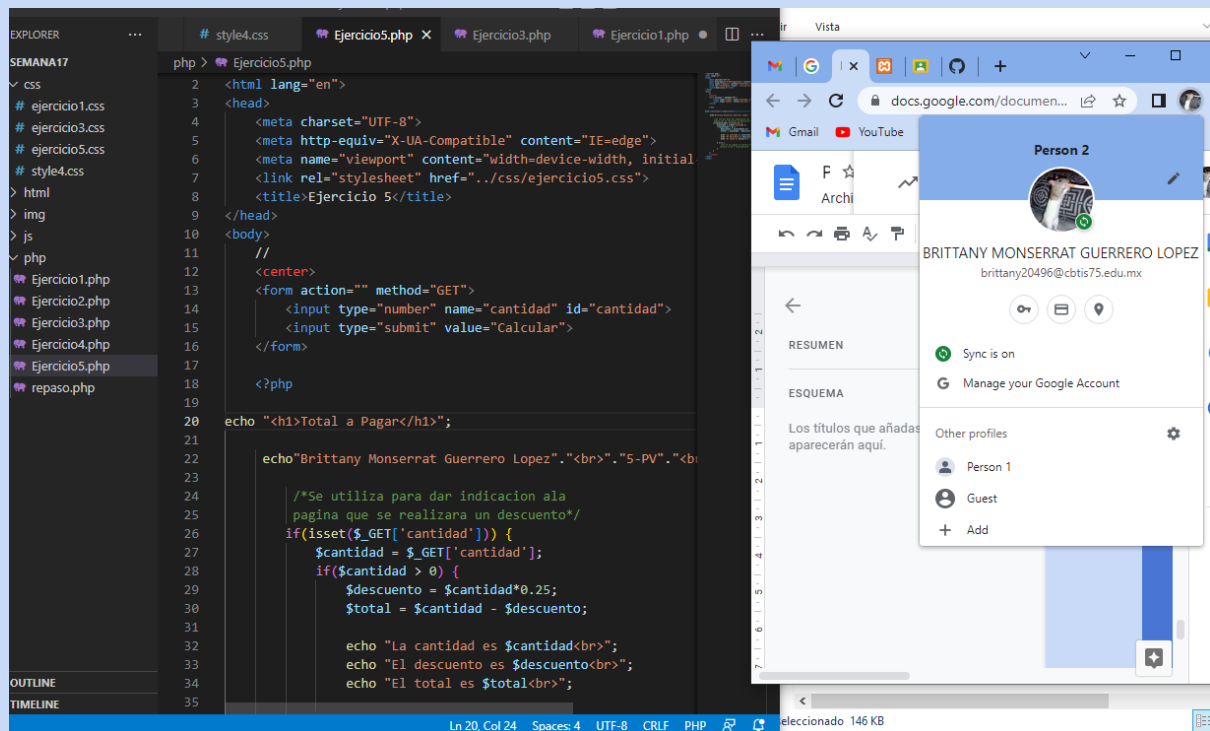 EXPLORER
SEMANA17
css
ejercicio1.css
ejercicio3.css
ejercicio5.css
style4.css
html
img
js
php
Ejercicio1.php
Ejercicio2.php
Ejercicio3.php
Ejercicio4.php
Ejercicio5.php
repaso.php
OUTLINE
TIMELINE
# style4.css Ejercicio5.php Ejercicio3.php Ejercicio1.php
php > Ejercicio5.php
2 <html lang="en">
3 <head>
4 <meta charset="UTF-8">
5 <meta http-equiv="X-UA-Compatible" content="IE=edge">
6 <meta name="viewport" content="width=device-width, initial-
7 <link rel="stylesheet" href="../css/ejercicio5.css">
8 <title>Ejercicio 5</title>
9 </head>
10 <body>
11 //
12 <center>
13 <form action="" method="GET">
14 <input type="number" name="cantidad" id="cantidad">
15 <input type="submit" value="Calcular">
16 </form>
17
18 <?php
19
20 echo "<h1>Total a Pagar</h1>";
21
22 echo"Brittany Monserrat Guerrero Lopez"."<br>"."5-PV"."<b
23
24 /*Se utiliza para dar indicacion ala
25 pagina que se realizara un descuento*/
26 if(isset($_GET['cantidad'])) {
27 $cantidad = $_GET['cantidad'];
28 if($cantidad > 0) {
29 $descuento = $cantidad*0.25;
30 $total = $cantidad - $descuento;
31
32 echo "La cantidad es $cantidad<br>";
33 echo "El descuento es $descuento<br>";
34 echo "El total es $total<br>";
35
Ln 20, Col 24 Spaces: 4 UTF-8 CRLF PHP
Vista
docs.google.com/documen...
Gmail YouTube
Archi
RESUMEN
ESQUEMA
Los títulos que añadas
aparecerán aquí.
Person 2
BRITTANY MONSERRAT GUERRERO LOPEZ
brittany20496@cbtis75.edu.mx
Sync is on
Manage your Google Account
Other profiles
Person 1
Guest
Add
eleccionado 146 KB